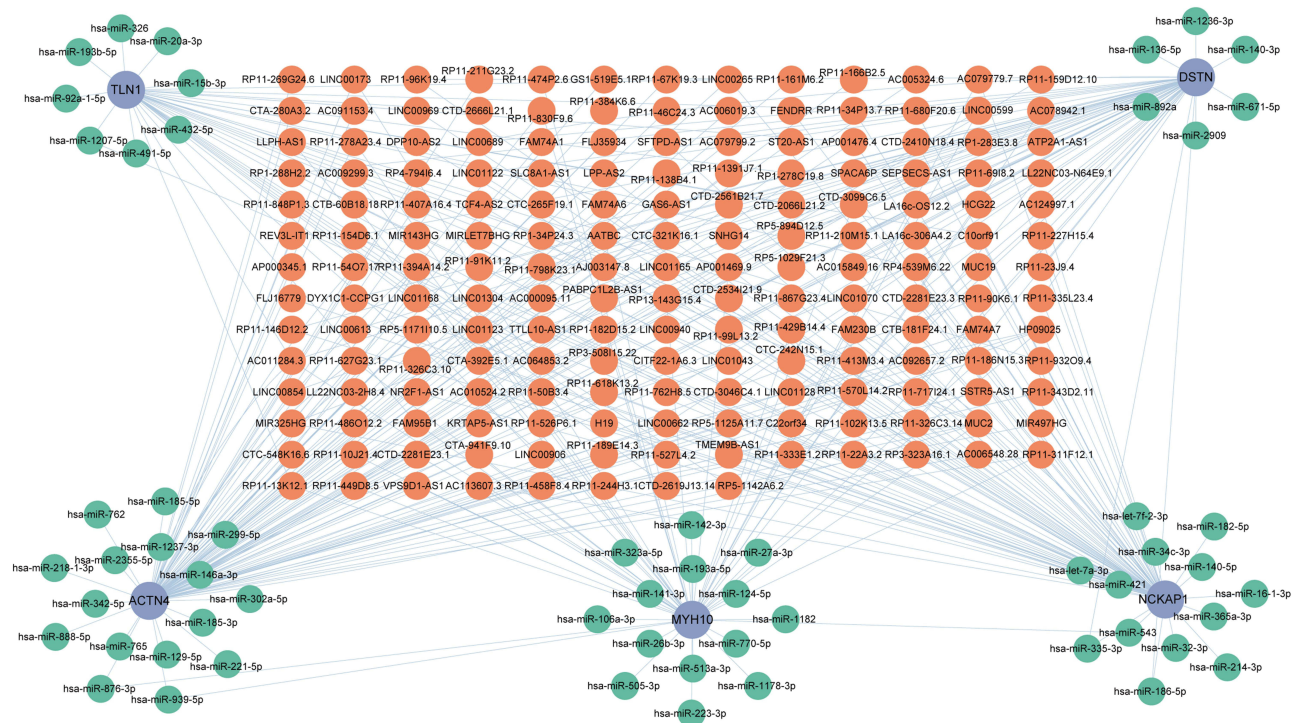 hsa-miR-326
hsa-miR-20a-3p
hsa-miR-193b-5p
hsa-miR-15b-3p
TLN1
hsa-miR-92a-1-5p
hsa-miR-432-5p
hsa-miR-1207-5p
hsa-miR-491-5p
hsa-miR-1236-3p
hsa-miR-136-5p
hsa-miR-140-3p
DSTN
hsa-miR-892a
hsa-miR-671-5p
hsa-miR-2909
RP11-269G24.6 LINC00173 RP11-96K19.4 RP11-211G23.2 RP11-474P2.6 GS1-519E5.1 RP11-67K19.3 LINC00265 RP11-161M6.2 RP11-166B2.5 AC005324.6 AC079779.7 RP11-159D12.10
CTA-280A3.2 AC091153.4 LINC00969 CTD-2666L21.1 RP11-830F9.6 RP11-384K6.6 RP11-46C24.3 AC006019.3 FENDRR RP11-34P13.7 RP11-680F20.6 LINC00599 AC078942.1
LLPH-AS1 RP11-278A23.4 DPP10-AS2 LINC00689 FAM74A1 FLJ35934 SFTPD-AS1 AC079799.2 ST20-AS1 AP001476.4 CTD-2410N18.4 RP1-283E3.8 ATP2A1-AS1
RP1-288H2.2 AC009299.3 RP4-794I6.4 LINC01122 SLC8A1-AS1 LPP-AS2 RP11-138B4.1 RP11-1391J7.1 RP1-278C19.8 SPACA6P SEPSECS-AS1 RP11-69I8.2 LL22NC03-N64E9.1
RP11-848P1.3 CTB-60B18.18 RP11-407A16.4 TCF4-AS2 CTC-265F19.1 FAM74A6 GAS6-AS1 CTD-2561B21.7 CTD-2066L21.2 CTD-3099C6.5 LA16c-OS12.2 HCG22 AC124997.1
REV3L-IT1 RP11-154D6.1 MIR143HG MIRLET7BHG RP1-34P24.3 AATBC CTC-321K16.1 SNHG14 RP5-894D12.5 RP11-210M15.1 LA16c-306A4.2 C10orf91 RP11-227H15.4
AP000345.1 RP11-54O7.17 RP11-394A14.2 RP11-91K11.2 RP11-798K23.1 AJ003147.8 LINC01165 AP001469.9 RP5-1029F21.3 AC015849.16 RP4-539M6.22 MUC19 RP11-23J9.4
FLJ16779 DYX1C1-CCPG1 LINC01168 LINC01304 AC000095.11 PABPC1L2B-AS1 RP13-143G15.4 CTD-2534I21.9 RP11-867G23.4 LINC01070 CTD-2281E23.3 RP11-90K6.1 RP11-335L23.4
RP11-146D12.2 LINC00613 RP5-1171I10.5 LINC01123 TTLL10-AS1 RP1-182D15.2 LINC00940 RP11-99L13.2 RP11-429B14.4 FAM230B CTB-181F24.1 FAM74A7 HP09025
AC011284.3 RP11-627G23.1 RP11-326C3.10 CTA-392E5.1 AC064853.2 RP3-508I15.22 CITF22-1A6.3 LINC01043 CTC-242N15.1 RP11-413M3.4 AC092657.2 RP11-186N15.3 RP11-932O9.4
LINC00854 LL22NC03-2H8.4 NR2F1-AS1 AC010524.2 RP11-50B3.4 RP11-618K13.2 RP11-762H8.5 CTD-3046C4.1 LINC01128 RP11-570L14.2 RP11-717I24.1 SSTR5-AS1 RP11-343D2.11
MIR325HG RP11-486O12.2 FAM95B1 KRTAP5-AS1 RP11-526P6.1 H19 LINC00662 RP5-1125A11.7 C22orf34 RP11-102K13.5 RP11-326C3.14 MUC2 MIR497HG
CTC-548K16.6 RP11-10J21.4 CTD-2281E23.1 CTA-941F9.10 LINC00906 RP11-189E14.3 RP11-527L4.2 TMEM9B-AS1 RP11-333E1.2 RP11-22A3.2 RP3-323A16.1 AC006548.28 RP11-311F12.1
RP11-13K12.1 RP11-449D8.5 VPS9D1-AS1 AC113607.3 RP11-458F8.4 RP11-244H3.1 CTD-2619J13.14 RP5-1142A6.2
hsa-miR-185-5p
hsa-miR-762
hsa-miR-299-5p
hsa-miR-1237-3p
hsa-miR-2355-5p
hsa-miR-218-1-3p
hsa-miR-146a-3p
ACTN4
hsa-miR-302a-5p
hsa-miR-342-5p
hsa-miR-185-3p
hsa-miR-888-5p
hsa-miR-765
hsa-miR-129-5p
hsa-miR-221-5p
hsa-miR-876-3p
hsa-miR-939-5p
hsa-miR-142-3p
hsa-miR-323a-5p
hsa-miR-27a-3p
hsa-miR-193a-5p
hsa-miR-141-3p
hsa-miR-124-5p
hsa-miR-106a-3p
MYH10
hsa-miR-1182
hsa-miR-26b-3p
hsa-miR-770-5p
hsa-miR-513a-3p
hsa-miR-505-3p
hsa-miR-1178-3p
hsa-miR-223-3p
hsa-let-7f-2-3p
hsa-miR-182-5p
hsa-miR-34c-3p
hsa-let-7a-3p
hsa-miR-140-5p
hsa-miR-421
hsa-miR-16-1-3p
NCKAP1
hsa-miR-365a-3p
hsa-miR-543
hsa-miR-335-3p
hsa-miR-32-3p
hsa-miR-214-3p
hsa-miR-186-5p